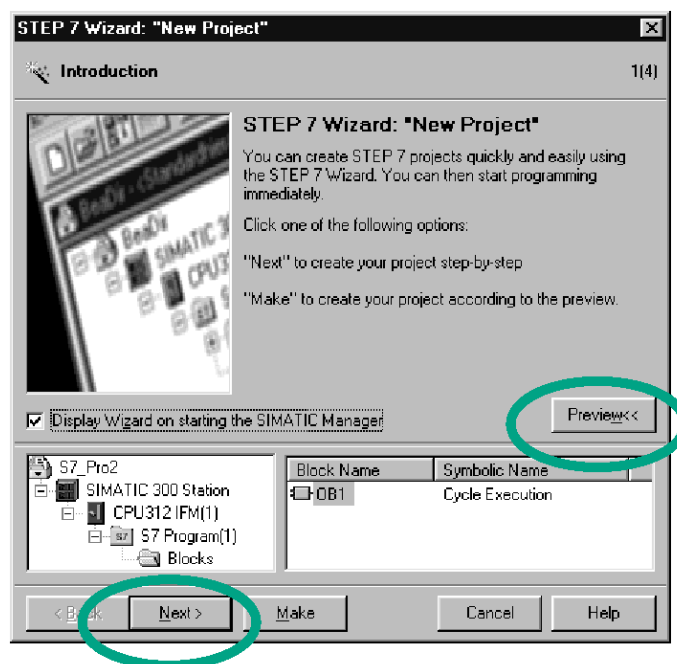 STEP 7 Wizard: "New Project"
Introduction
1(4)
STEP 7 Wizard: "New Project"
You can create STEP 7 projects quickly and easily using
the STEP 7 Wizard. You can then start programming
immediately.
Click one of the following options:
"Next" to create your project step-by-step
"Make" to create your project according to the preview.
SIMATIC 3
CPU3
Display Wizard on starting the SIMATIC Manager
Preview<<
S7_Pro2
SIMATIC 300 Station
CPU312 IFM(1)
S7 Program(1)
Blocks
Block Name Symbolic Name
OB1 Cycle Execution
Next >
Make
Cancel
Help